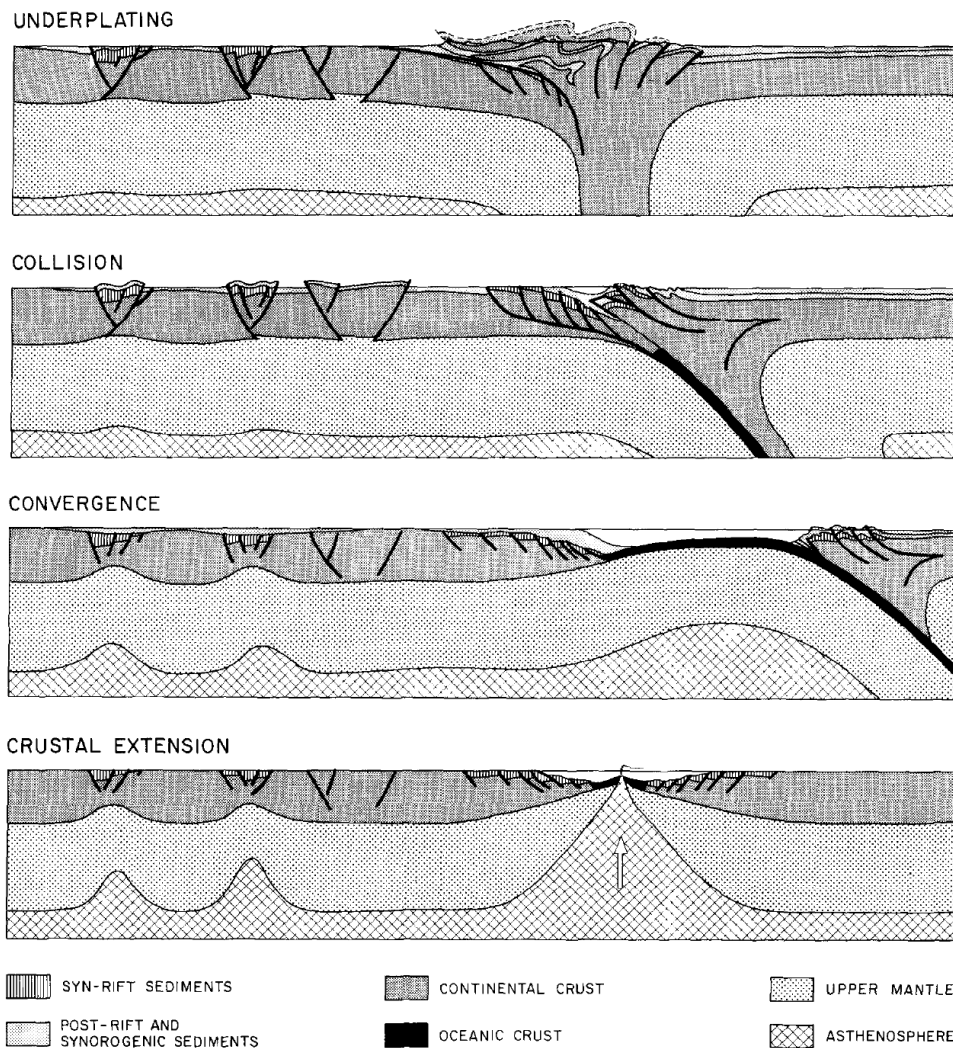 UNDERPLATING
COLLISION
CONVERGENCE
CRUSTAL EXTENSION
SYN-RIFT SEDIMENTS
CONTINENTAL CRUST
UPPER MANTLE
POST-RIFT AND
SYNOROGENIC SEDIMENTS
OCEANIC CRUST
ASTHENOSPHERE